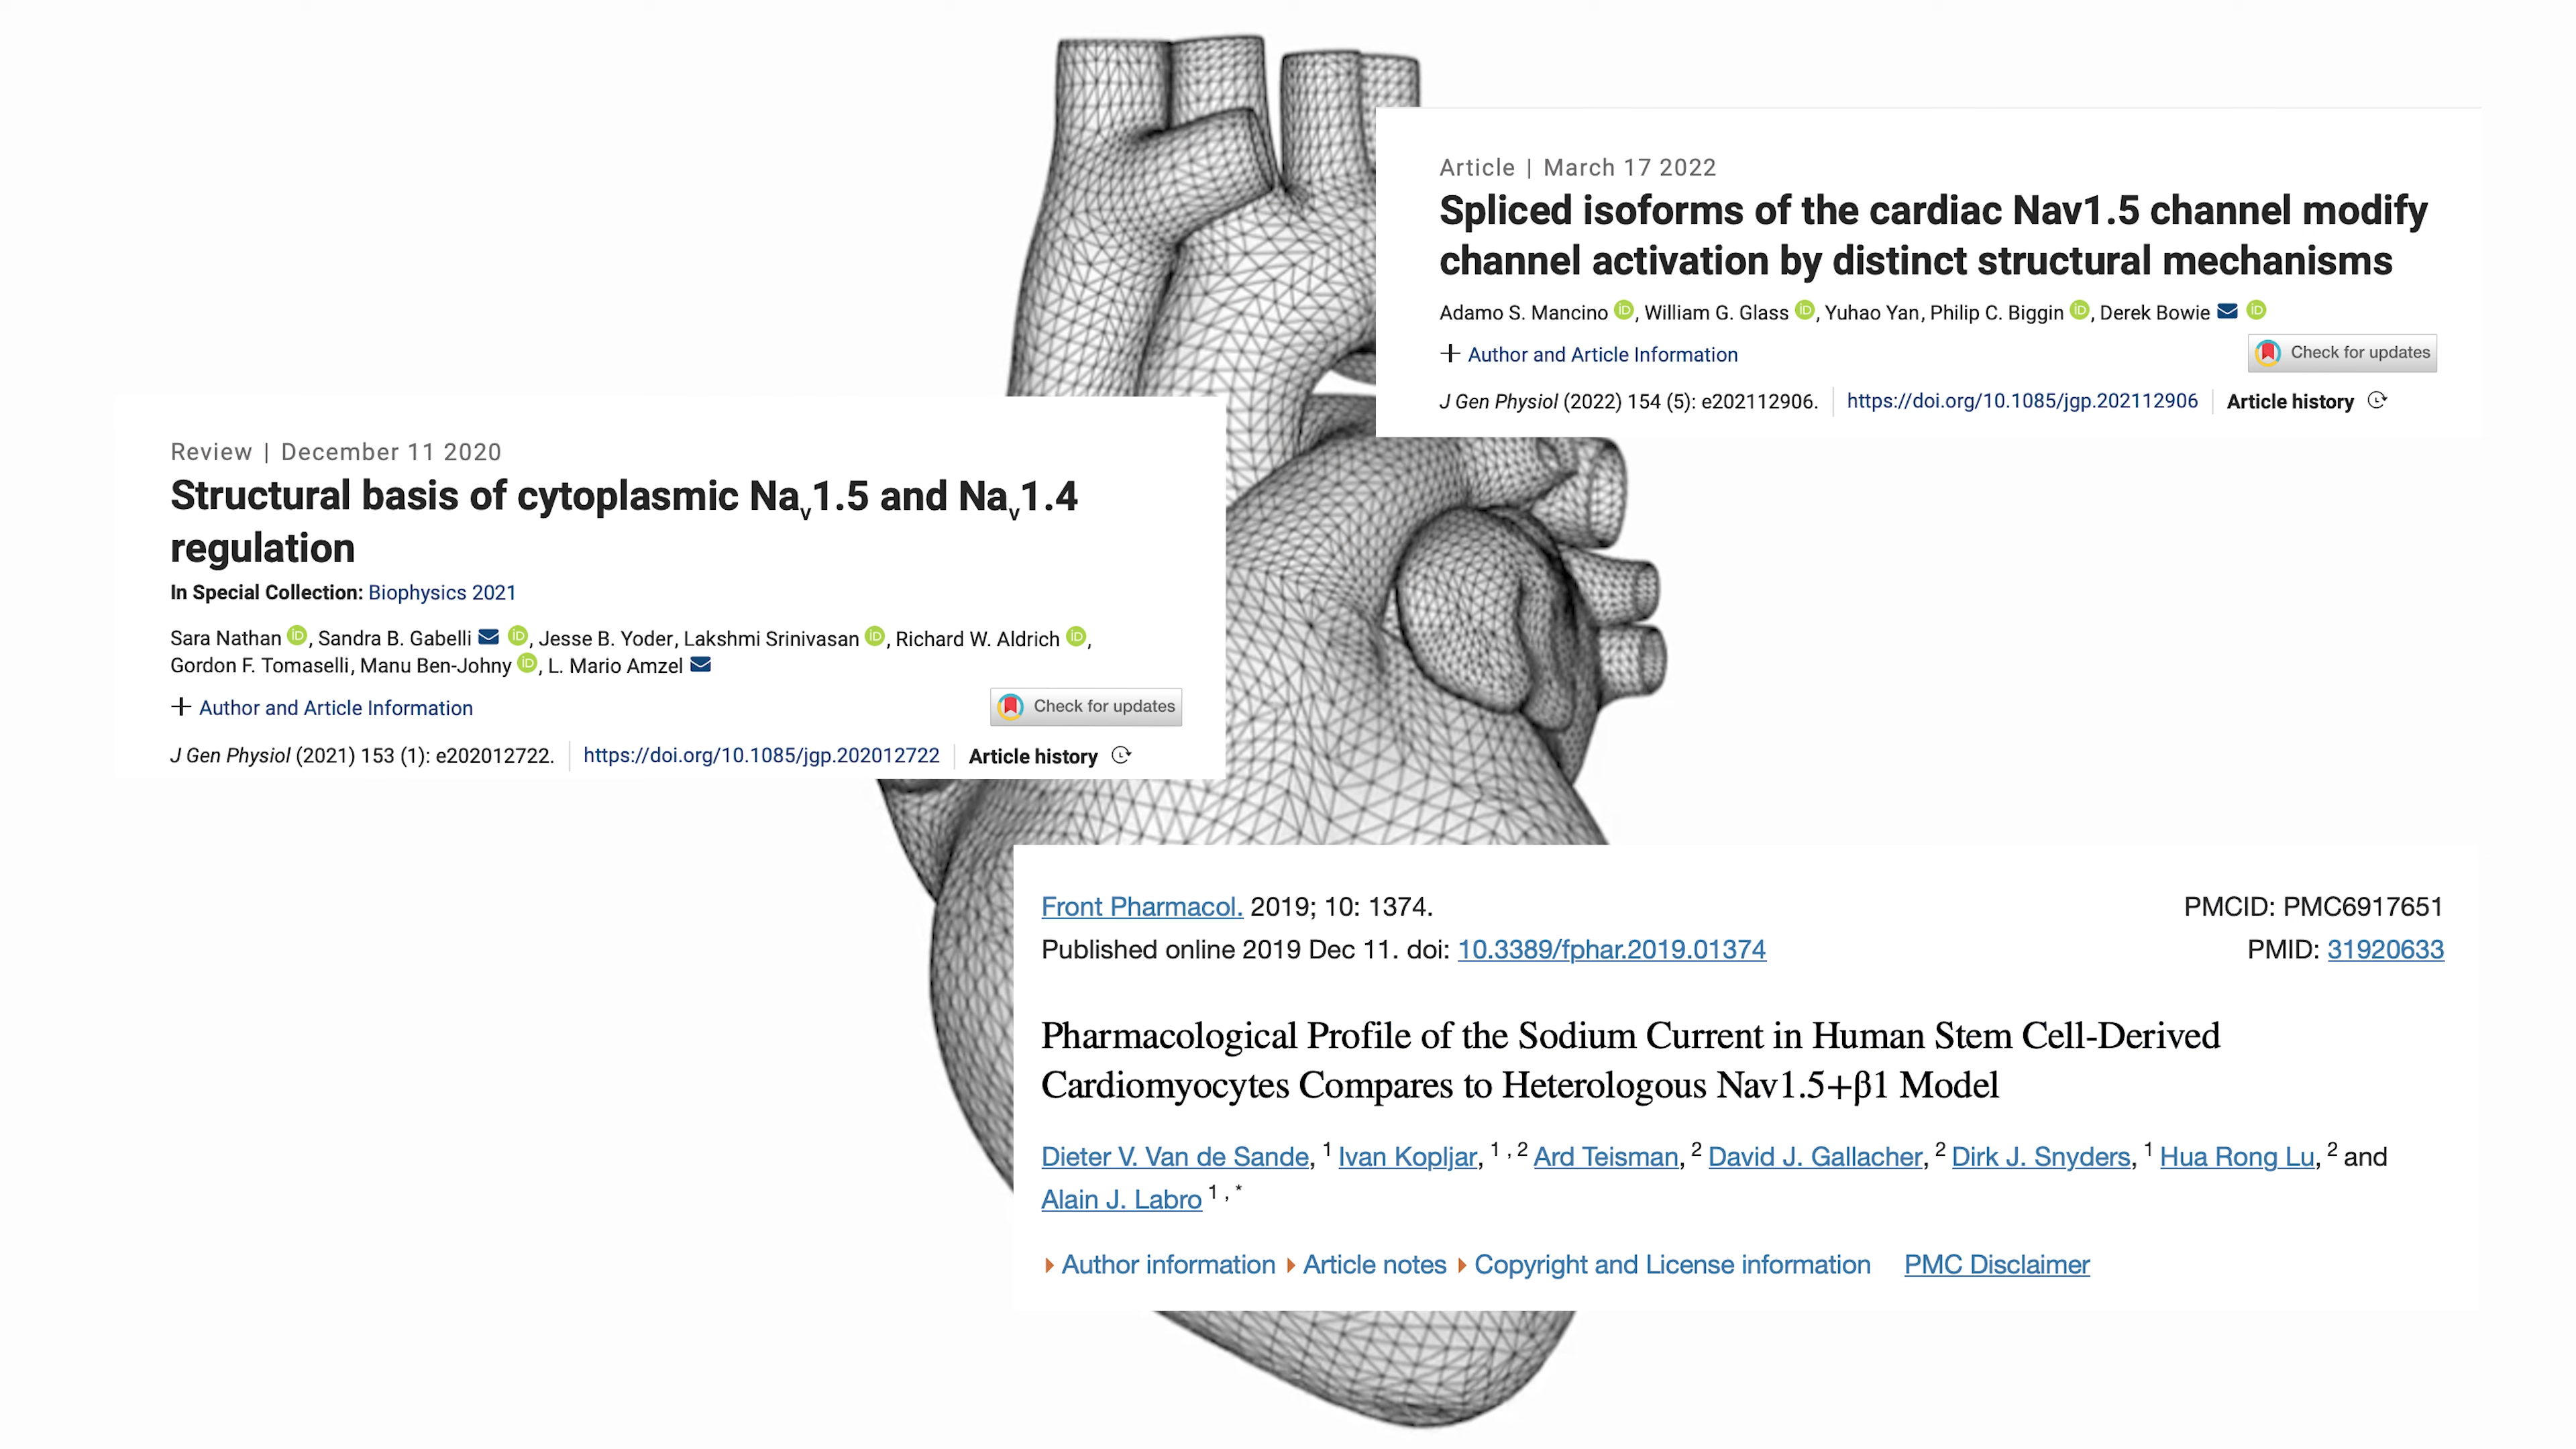 Article | March 17 2022
Spliced isoforms of the cardiac Nav1.5 channel modify
channel activation by distinct structural mechanisms
Adamo S. Mancino iD, William G. Glass iD, Yuhao Yan, Philip C. Biggin iD, Derek Bowie iD
+ Author and Article Information
Check for updates
J Gen Physiol (2022) 154 (5): e202112906. | https://doi.org/10.1085/jgp.202112906 | Article history
Review | December 11 2020
Structural basis of cytoplasmic Nav1.5 and Nav1.4
regulation
In Special Collection: Biophysics 2021
Sara Nathan iD, Sandra B. Gabelli iD, Jesse B. Yoder, Lakshmi Srinivasan iD, Richard W. Aldrich iD,
Gordon F. Tomaselli, Manu Ben-Johny iD, L. Mario Amzel
+ Author and Article Information
Check for updates
J Gen Physiol (2021) 153 (1): e202012722. | https://doi.org/10.1085/jgp.202012722 | Article history
Front Pharmacol. 2019; 10: 1374.
PMCID: PMC6917651
Published online 2019 Dec 11. doi: 10.3389/fphar.2019.01374
PMID: 31920633
Pharmacological Profile of the Sodium Current in Human Stem Cell-Derived
Cardiomyocytes Compares to Heterologous Nav1.5+β1 Model
Dieter V. Van de Sande, 1 Ivan Kopljar, 1 , 2 Ard Teisman, 2 David J. Gallacher, 2 Dirk J. Snyders, 1 Hua Rong Lu, 2 and
Alain J. Labro 1 , *
Author information Article notes Copyright and License information PMC Disclaimer